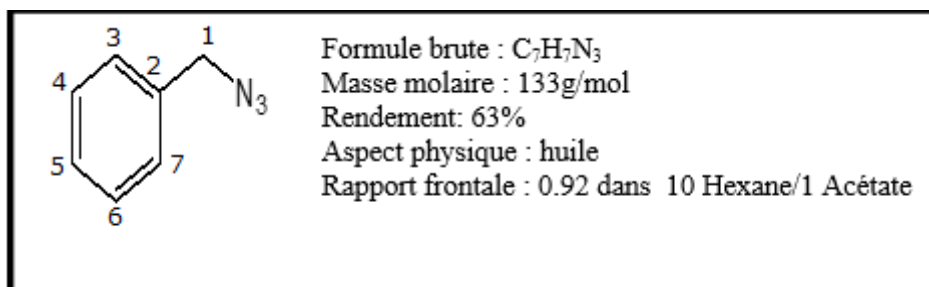 3
1
4
2
N₃
5
7
6
Formule brute : C₇H₇N₃
Masse molaire : 133g/mol
Rendement: 63%
Aspect physique : huile
Rapport frontale : 0.92 dans 10 Hexane/1 Acétate